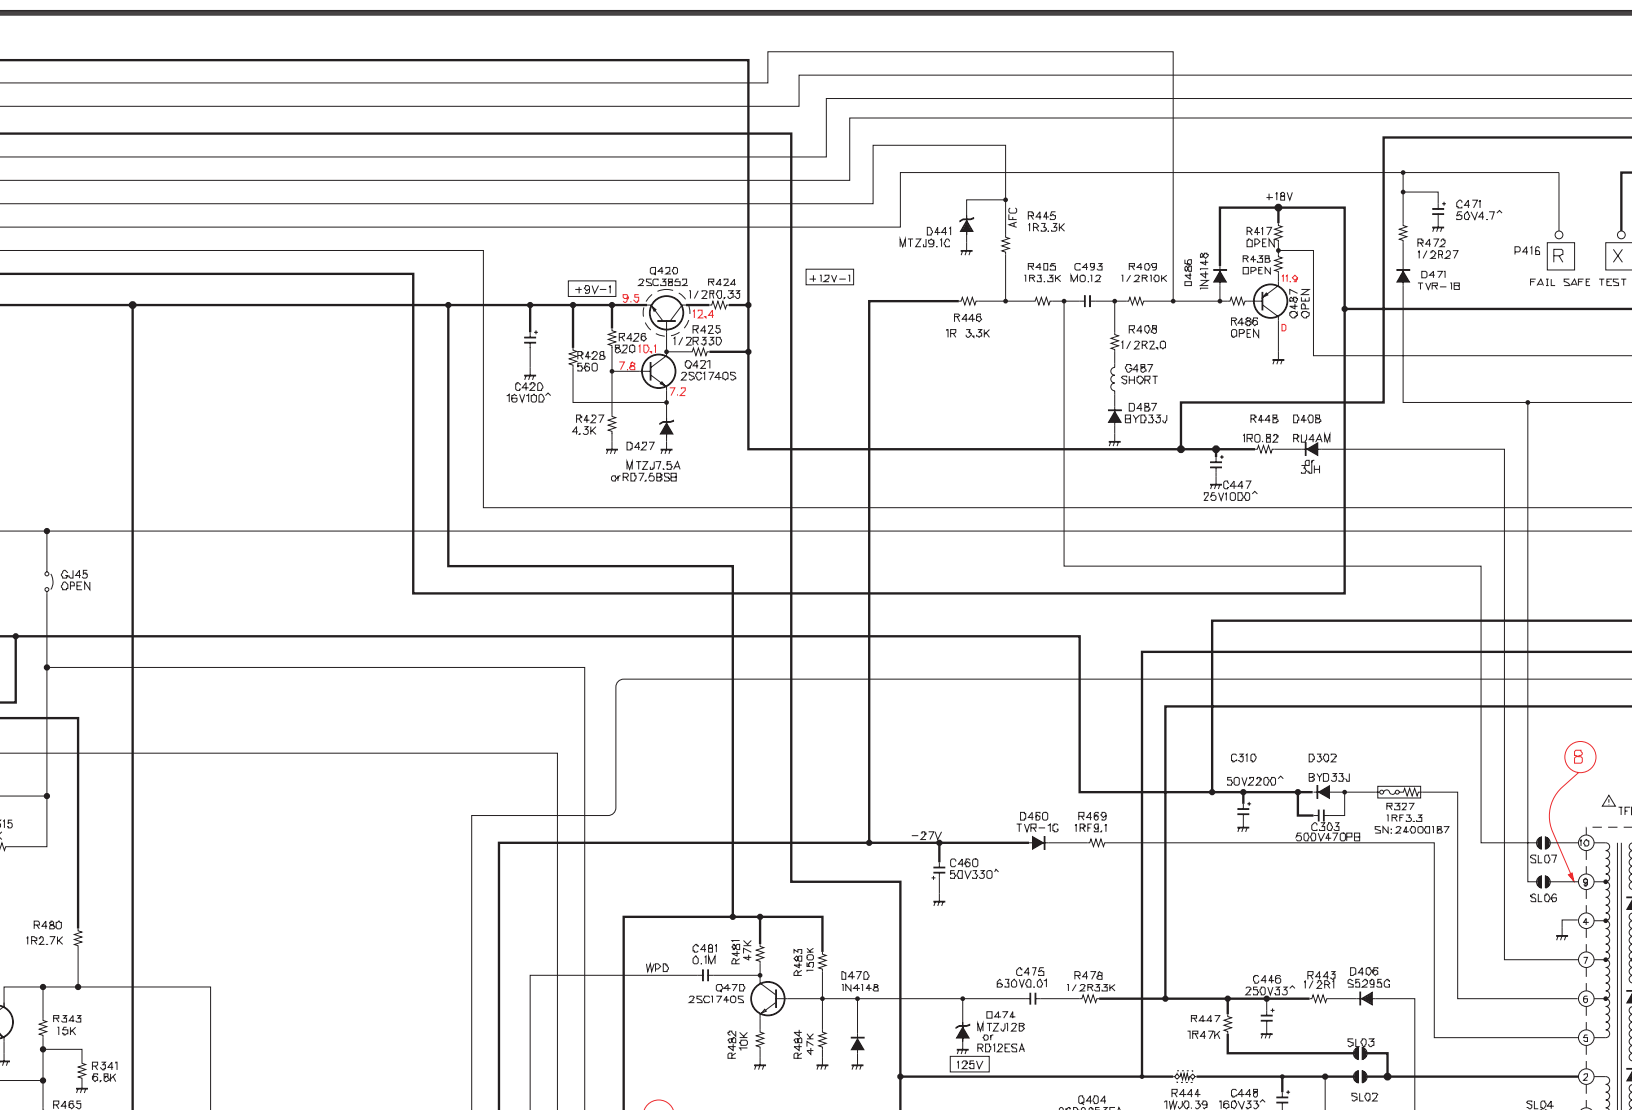 +18V
C471
50V4.7^
AFC
R445
1R3.3K
D441
MTZJ9.1C
R417
OPEN
R438
OPEN
R472
1/2R27
P416
R
X
D486
1N4148
R405
1R3.3K
C493
M0.12
R409
1/2R10K
11.9
D471
TVR-1B
FAIL SAFE TEST
Q420
2SC3852
+12V-1
R424
1/2R0.33
+9V-1
9.5
12.4
Q487
OPEN
R446
1R 3.3K
R486
OPEN
0
R408
1/2R2.0
R425
1/2R330
R426
820
10.1
R428
560
7.8
Q421
2SC1740S
7.2
G487
SHORT
C420
16V100^
D487
BYD33J
R427
4.3K
D427
R448
1R0.82
D408
RU4AM
or
3JH
MTZJ7.5A
orRD7.5BSB
C447
25V1000^
GJ45
OPEN
C310
50V2200^
D302
BYD33J
B
R327
1RF3.3
SN:24000187
C303
500V470PB
D460
TVR-1G
R469
1RF9.1
-27V
C460
50V330^
10
SL07
9
SL06
4
R480
1R2.7K
WPD
C481
0.1M
R481
47K
R483
150K
7
Q470
2SC1740S
D470
1N4148
C475
630V0.01
R478
1/2R33K
C446
250V33^
R443
1/2R1
D406
S5295G
6
R343
15K
D474
MTZJ12B
or
RD12ESA
R447
1R47K
R482
10K
R484
47K
SL03
5
R341
6.8K
125V
2
R465
Q404
R444
1WJ0.39
C448
160V33^
SL02
SL04